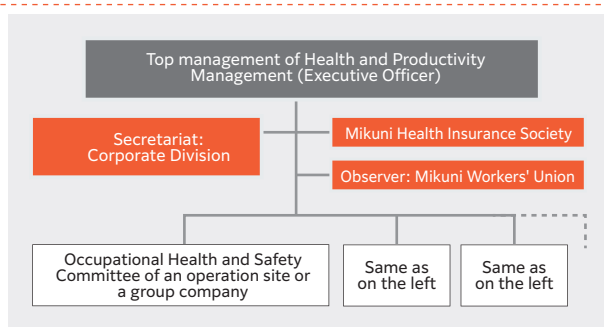 Top management of Health and Productivity
Management (Executive Officer)
Secretariat:
Corporate Division
Mikuni Health Insurance Society
Observer: Mikuni Workers' Union
Occupational Health and Safety
Committee of an operation site or
a group company
Same as
on the left
Same as
on the left